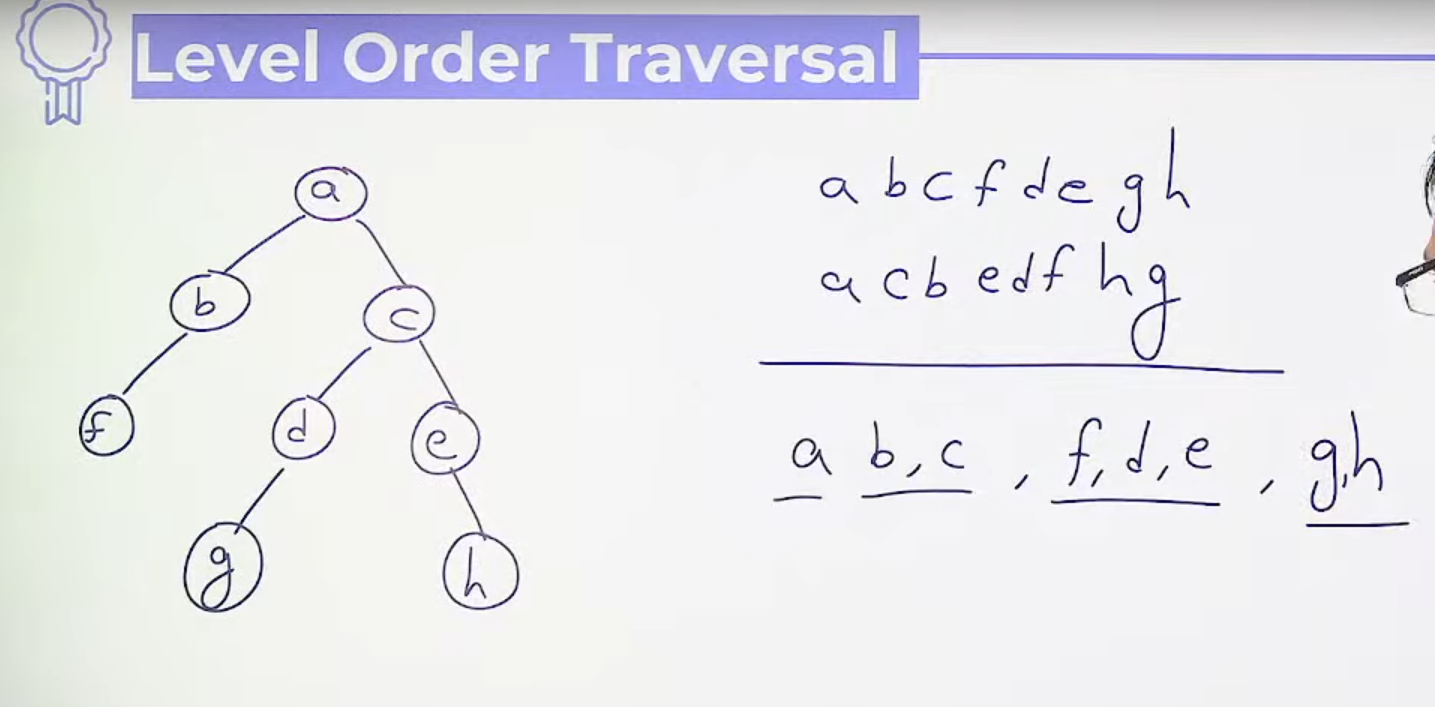 Level Order Traversal
a
b
c
f
d
e
g
h
a b c f d e g h
a c b e d f h g
a b, c , f, d, e , g, h